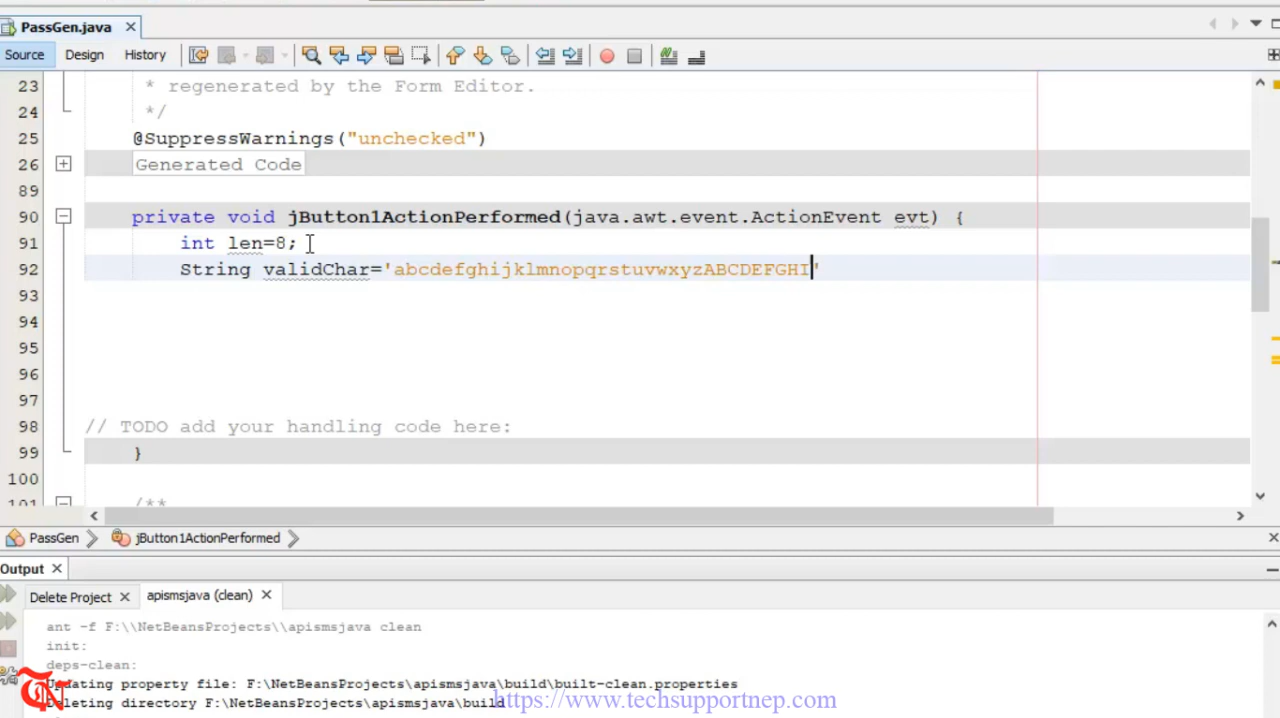 PassGen.java
Source Design History
23 * regenerated by the Form Editor.
24 */
25 @SuppressWarnings("unchecked")
26 Generated Code
89
90 private void jButton1ActionPerformed(java.awt.event.ActionEvent evt) {
91 int len=8;
92 String validChar='abcdefghijklmnopqrstuvwxyzABCDEFGHI'
93
94
95
96
97
98 // TODO add your handling code here:
99 }
100
101 /**
PassGen jButton1ActionPerformed
Output
Delete Project apismsjava (clean)
ant -f F:\\NetBeansProjects\\apismsjava clean
init:
deps-clean:
Updating property file: F:\NetBeansProjects\apismsjava\build\built-clean.properties
Deleting directory F:\NetBeansProjects\apismsjava\build
https://www.techsupportnep.com